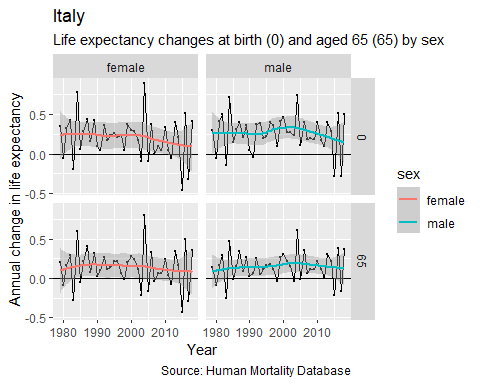 Italy
Life expectancy changes at birth (0) and aged 65 (65) by sex
female male
Annual change in life expectancy
0.5
0.0
-0.5
0
0.5
0.0
-0.5
65
sex
female
male
1980 1990 2000 2010 1980 1990 2000 2010
Year
Source: Human Mortality Database